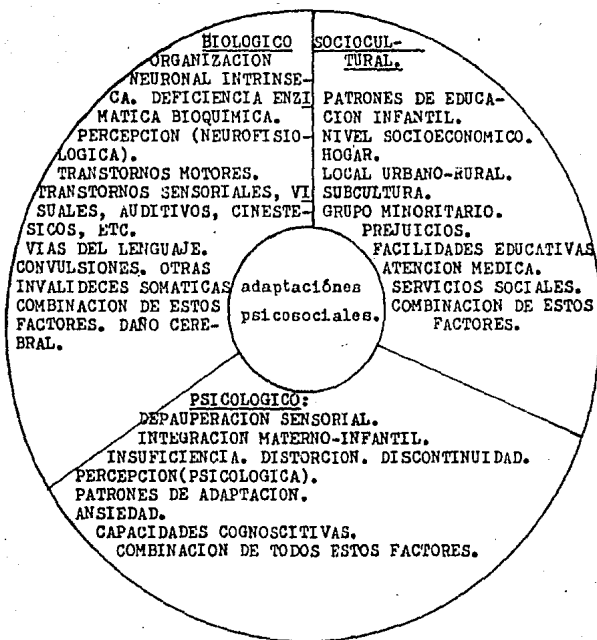 BIOLOGICO
ORGANIZACION
NEURONAL INTRINSE-
CA. DEFICIENCIA ENZI
MATICA BIOQUÍMICA.
PERCEPCION (NEUROFISIO-
LOGICA).
TRANSTORNOS MOTORES.
TRANSTORNOS SENSORIALES, VI
SUALES, AUDITIVOS, CINESTE-
SICOS, ETC.
VIAS DEL LENGUAJE.
CONVULSIONES. OTRAS
INVALIDECES SOMATICAS
COMBINACION DE ESTOS
FACTORES. DAÑO CERE-
BRAL.
SOCIOCUL-
TURAL.
PATRONES DE EDUCA-
CION INFANTIL.
NIVEL SOCIOECONOMICO.
HOGAR.
LOCAL URBANO-RURAL.
SUBCULTURA.
GRUPO MINORITARIO.
PREJUICIOS.
FACILIDADES EDUCATIVAS
ATENCION MEDICA.
SERVICIOS SOCIALES.
COMBINACION DE ESTOS
FACTORES.
adaptaciónes
psicosociales.
PSICOLOGICO:
DEPAUPERACION SENSORIAL.
INTEGRACION MATERNO-INFANTIL.
INSUFICIENCIA. DISTORCION. DISCONTINUIDAD.
PERCEPCION(PSICOLOGICA).
PATRONES DE ADAPTACION.
ANSIEDAD.
CAPACIDADES COGNOSCITIVAS.
COMBINACION DE TODOS ESTOS FACTORES.